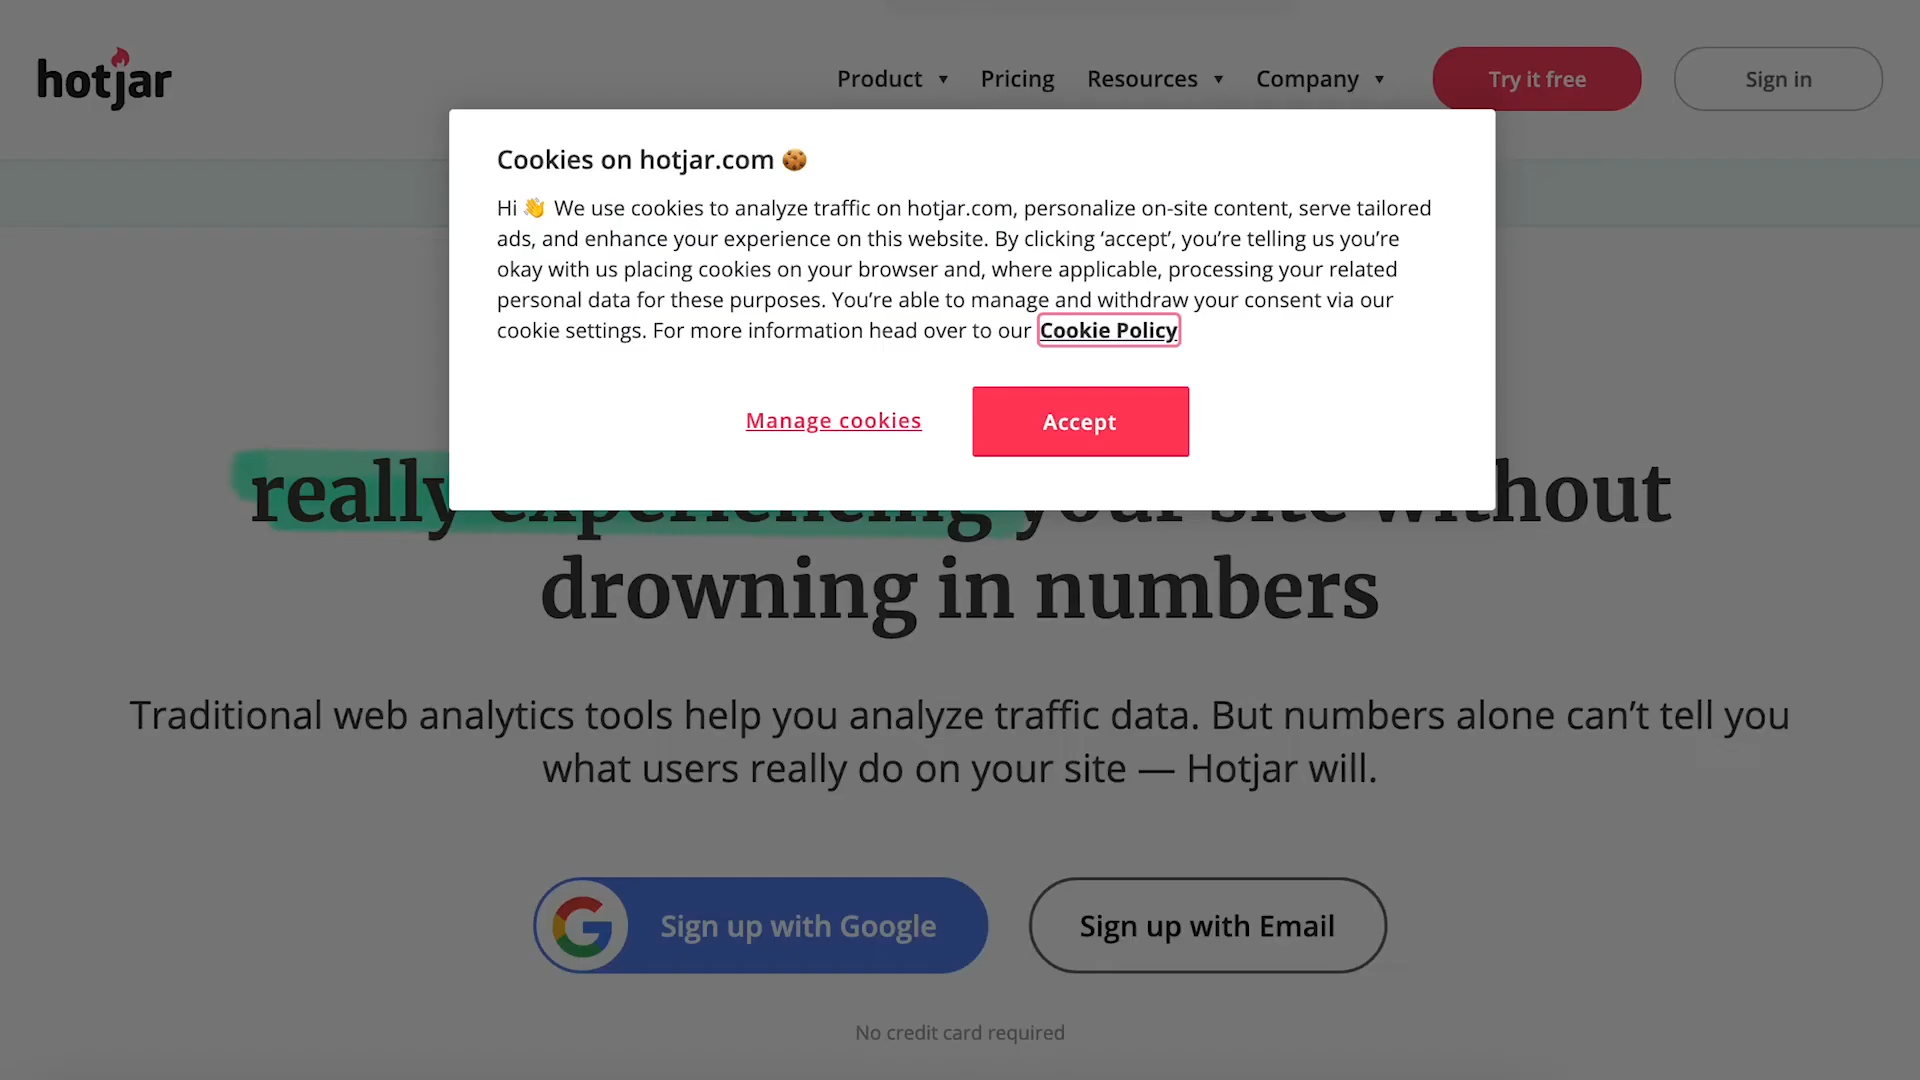 hotjar
Product ▼ Pricing Resources ▼ Company ▼ Try it free Sign in
Cookies on hotjar.com 🍪
Hi 👋 We use cookies to analyze traffic on hotjar.com, personalize on-site content, serve tailored
ads, and enhance your experience on this website. By clicking ‘accept’, you’re telling us you’re
okay with us placing cookies on your browser and, where applicable, processing your related
personal data for these purposes. You’re able to manage and withdraw your consent via our
cookie settings. For more information head over to our Cookie Policy
Manage cookies Accept
really experiencing your site without
drowning in numbers
Traditional web analytics tools help you analyze traffic data. But numbers alone can’t tell you
what users really do on your site — Hotjar will.
Sign up with Google Sign up with Email
No credit card required